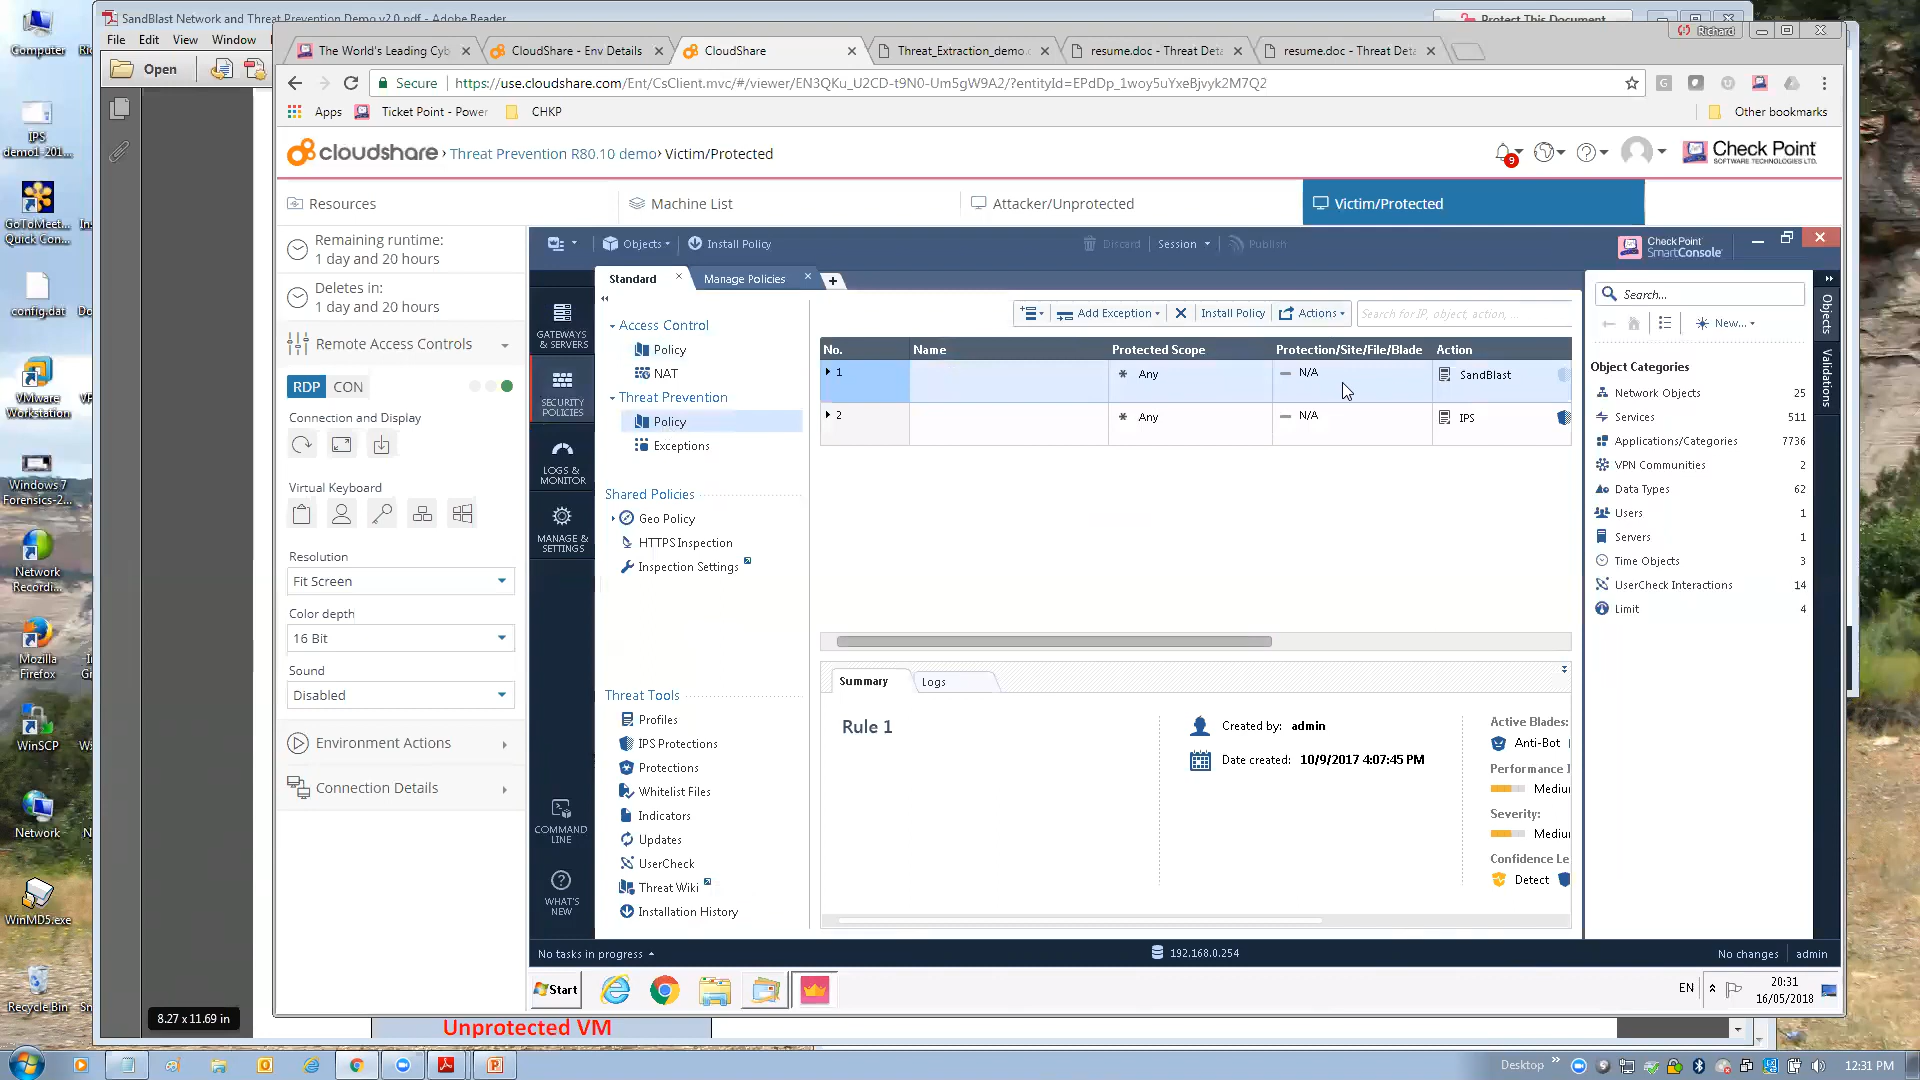 SandBlast Network and Threat Prevention Demo v2.0.pdf - Adobe Reader
Protect This Document
File Edit View Window
Open
Richard
The World's Leading Cyb
CloudShare - Env Details
CloudShare
Threat_Extraction_demo.
resume.doc - Threat Deta
resume.doc - Threat Deta
Secure https://use.cloudshare.com/Ent/CsClient.mvc/#/viewer/EN3QKu_U2CD-t9N0-Um5gW9A2/?entityId=EPdDp_1woy5uYxeBjvyk2M7Q2
Apps Ticket Point - Power CHKP Other bookmarks
cloudshare › Threat Prevention R80.10 demo › Victim/Protected
9
Check Point
SOFTWARE TECHNOLOGIES LTD.
Resources Machine List Attacker/Unprotected Victim/Protected
Remaining runtime:
1 day and 20 hours
Deletes in:
1 day and 20 hours
Remote Access Controls
RDP CON
Connection and Display
Virtual Keyboard
Resolution
Fit Screen
Color depth
16 Bit
Sound
Disabled
Environment Actions
Connection Details
Objects Install Policy Discard Session Publish
Check Point
SmartConsole
Standard Manage Policies
GATEWAYS
& SERVERS
SECURITY
POLICIES
LOGS &
MONITOR
MANAGE &
SETTINGS
COMMAND
LINE
WHAT'S
NEW
Access Control
Policy
NAT
Threat Prevention
Policy
Exceptions
Shared Policies
Geo Policy
HTTPS Inspection
Inspection Settings
Threat Tools
Profiles
IPS Protections
Protections
Whitelist Files
Indicators
Updates
UserCheck
Threat Wiki
Installation History
Add Exception Install Policy Actions Search for IP, object, action, ...
No. Name Protected Scope Protection/Site/File/Blade Action
1 Any N/A SandBlast
2 Any N/A IPS
Summary Logs
Rule 1
Created by: admin
Date created: 10/9/2017 4:07:45 PM
Active Blades:
Anti-Bot
Performance I
Mediu
Severity:
Mediu
Confidence Le
Detect
Search...
New...
Object Categories
Network Objects 25
Services 511
Applications/Categories 7736
VPN Communities 2
Data Types 62
Users 1
Servers 1
Time Objects 3
UserCheck Interactions 14
Limit 4
Objects
Validations
No tasks in progress 192.168.0.254 No changes admin
Start EN 20:31
16/05/2018
8.27 x 11.69 in
Unprotected VM
Computer
IPS
demo1-201...
GoToMeet...
Quick Con...
config.dat
VMware
Workstation
Windows 7
Forensics-2...
Network
Recordi...
Mozilla
Firefox
WinSCP
Network
WinMD5.exe
Recycle Bin
Desktop 12:31 PM